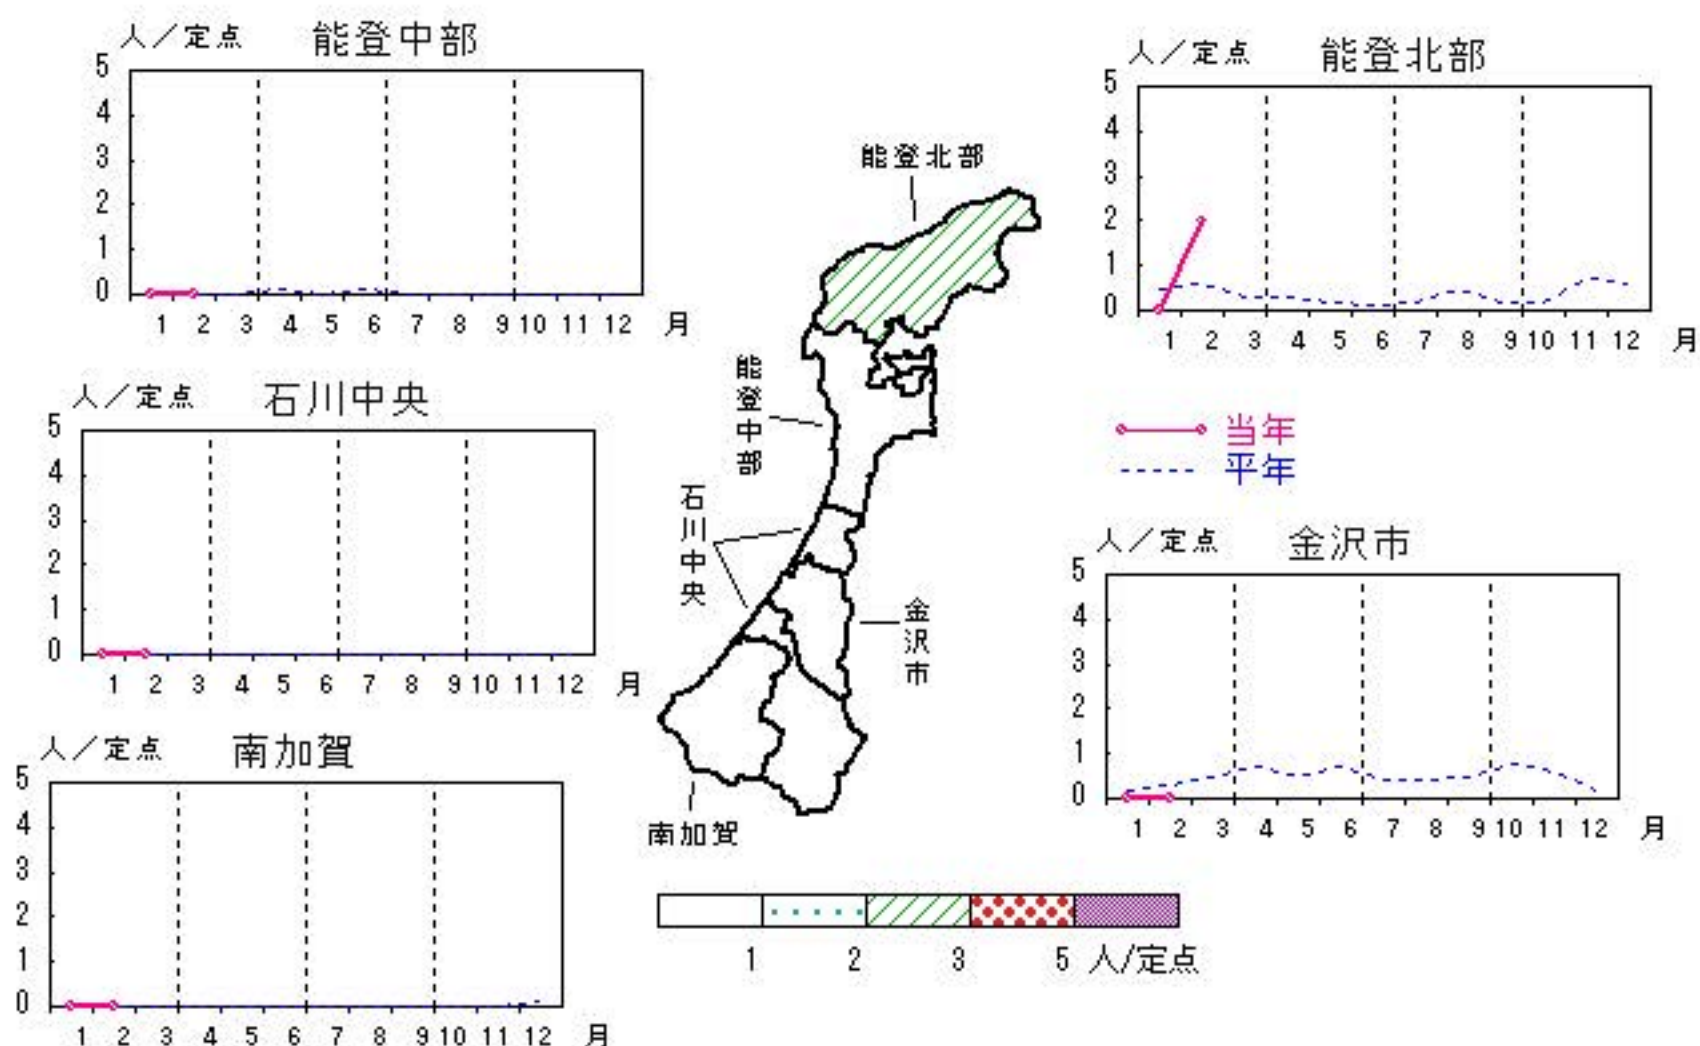 人/定点 能登中部
5
4
3
2
1
0
1 2 3 4 5 6 7 8 9 10 11 12 月
人/定点 能登北部
5
4
3
2
1
0
1 2 3 4 5 6 7 8 9 10 11 12 月
能登北部
能登中部
石川中央
金沢市
南加賀
人/定点 石川中央
5
4
3
2
1
0
1 2 3 4 5 6 7 8 9 10 11 12 月
当年
平年
人/定点 金沢市
5
4
3
2
1
0
1 2 3 4 5 6 7 8 9 10 11 12 月
人/定点 南加賀
5
4
3
2
1
0
1 2 3 4 5 6 7 8 9 10 11 12 月
1 2 3 5 人/定点